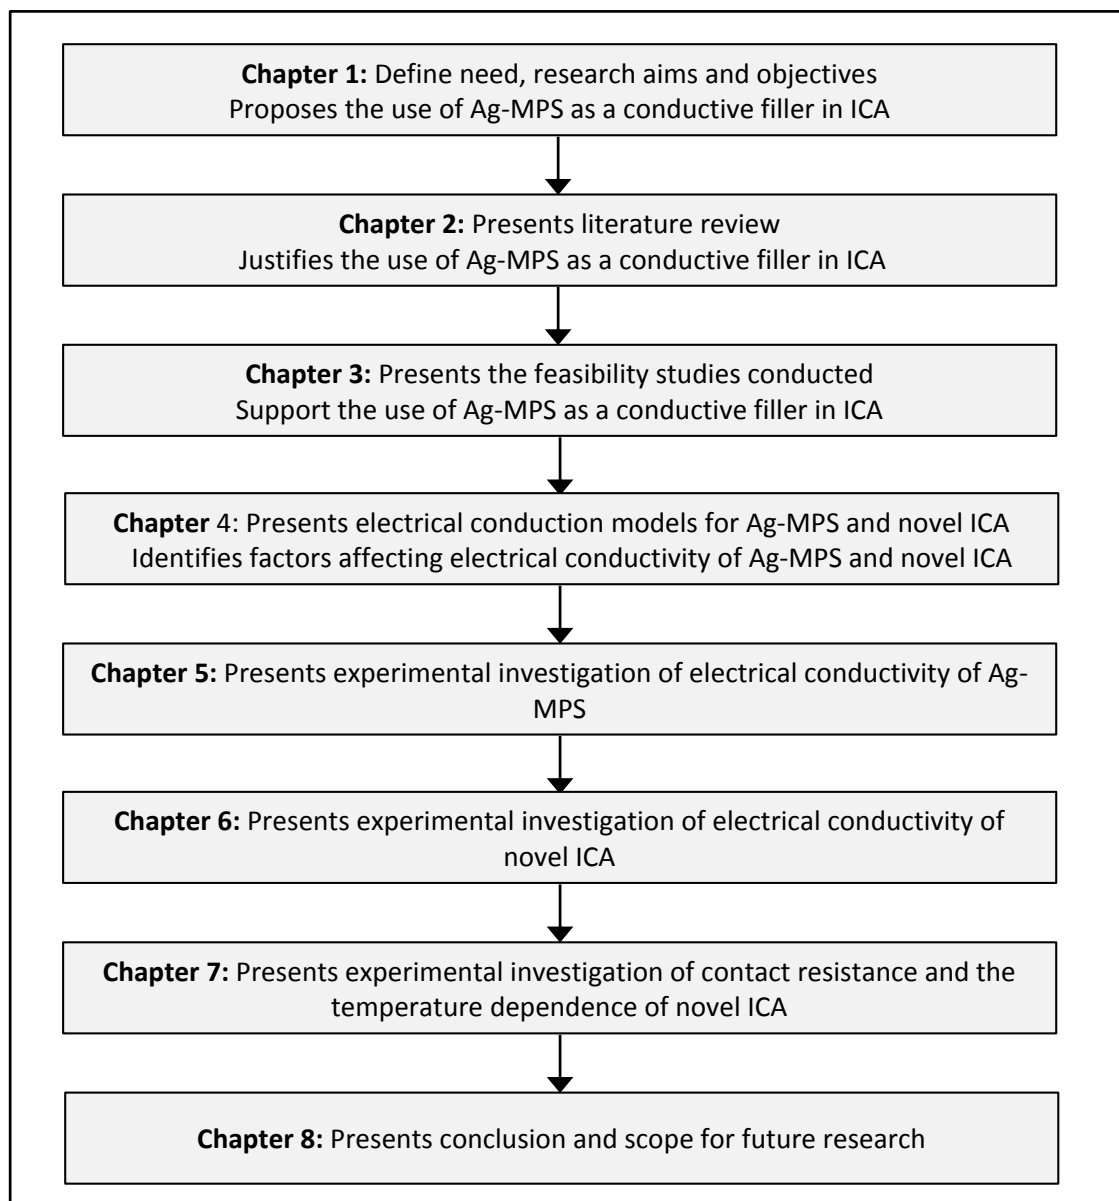 Chapter 1: Define need, research aims and objectives
Proposes the use of Ag-MPS as a conductive filler in ICA
Chapter 2: Presents literature review
Justifies the use of Ag-MPS as a conductive filler in ICA
Chapter 3: Presents the feasibility studies conducted
Support the use of Ag-MPS as a conductive filler in ICA
Chapter 4: Presents electrical conduction models for Ag-MPS and novel ICA
Identifies factors affecting electrical conductivity of Ag-MPS and novel ICA
Chapter 5: Presents experimental investigation of electrical conductivity of Ag-
MPS
Chapter 6: Presents experimental investigation of electrical conductivity of
novel ICA
Chapter 7: Presents experimental investigation of contact resistance and the
temperature dependence of novel ICA
Chapter 8: Presents conclusion and scope for future research